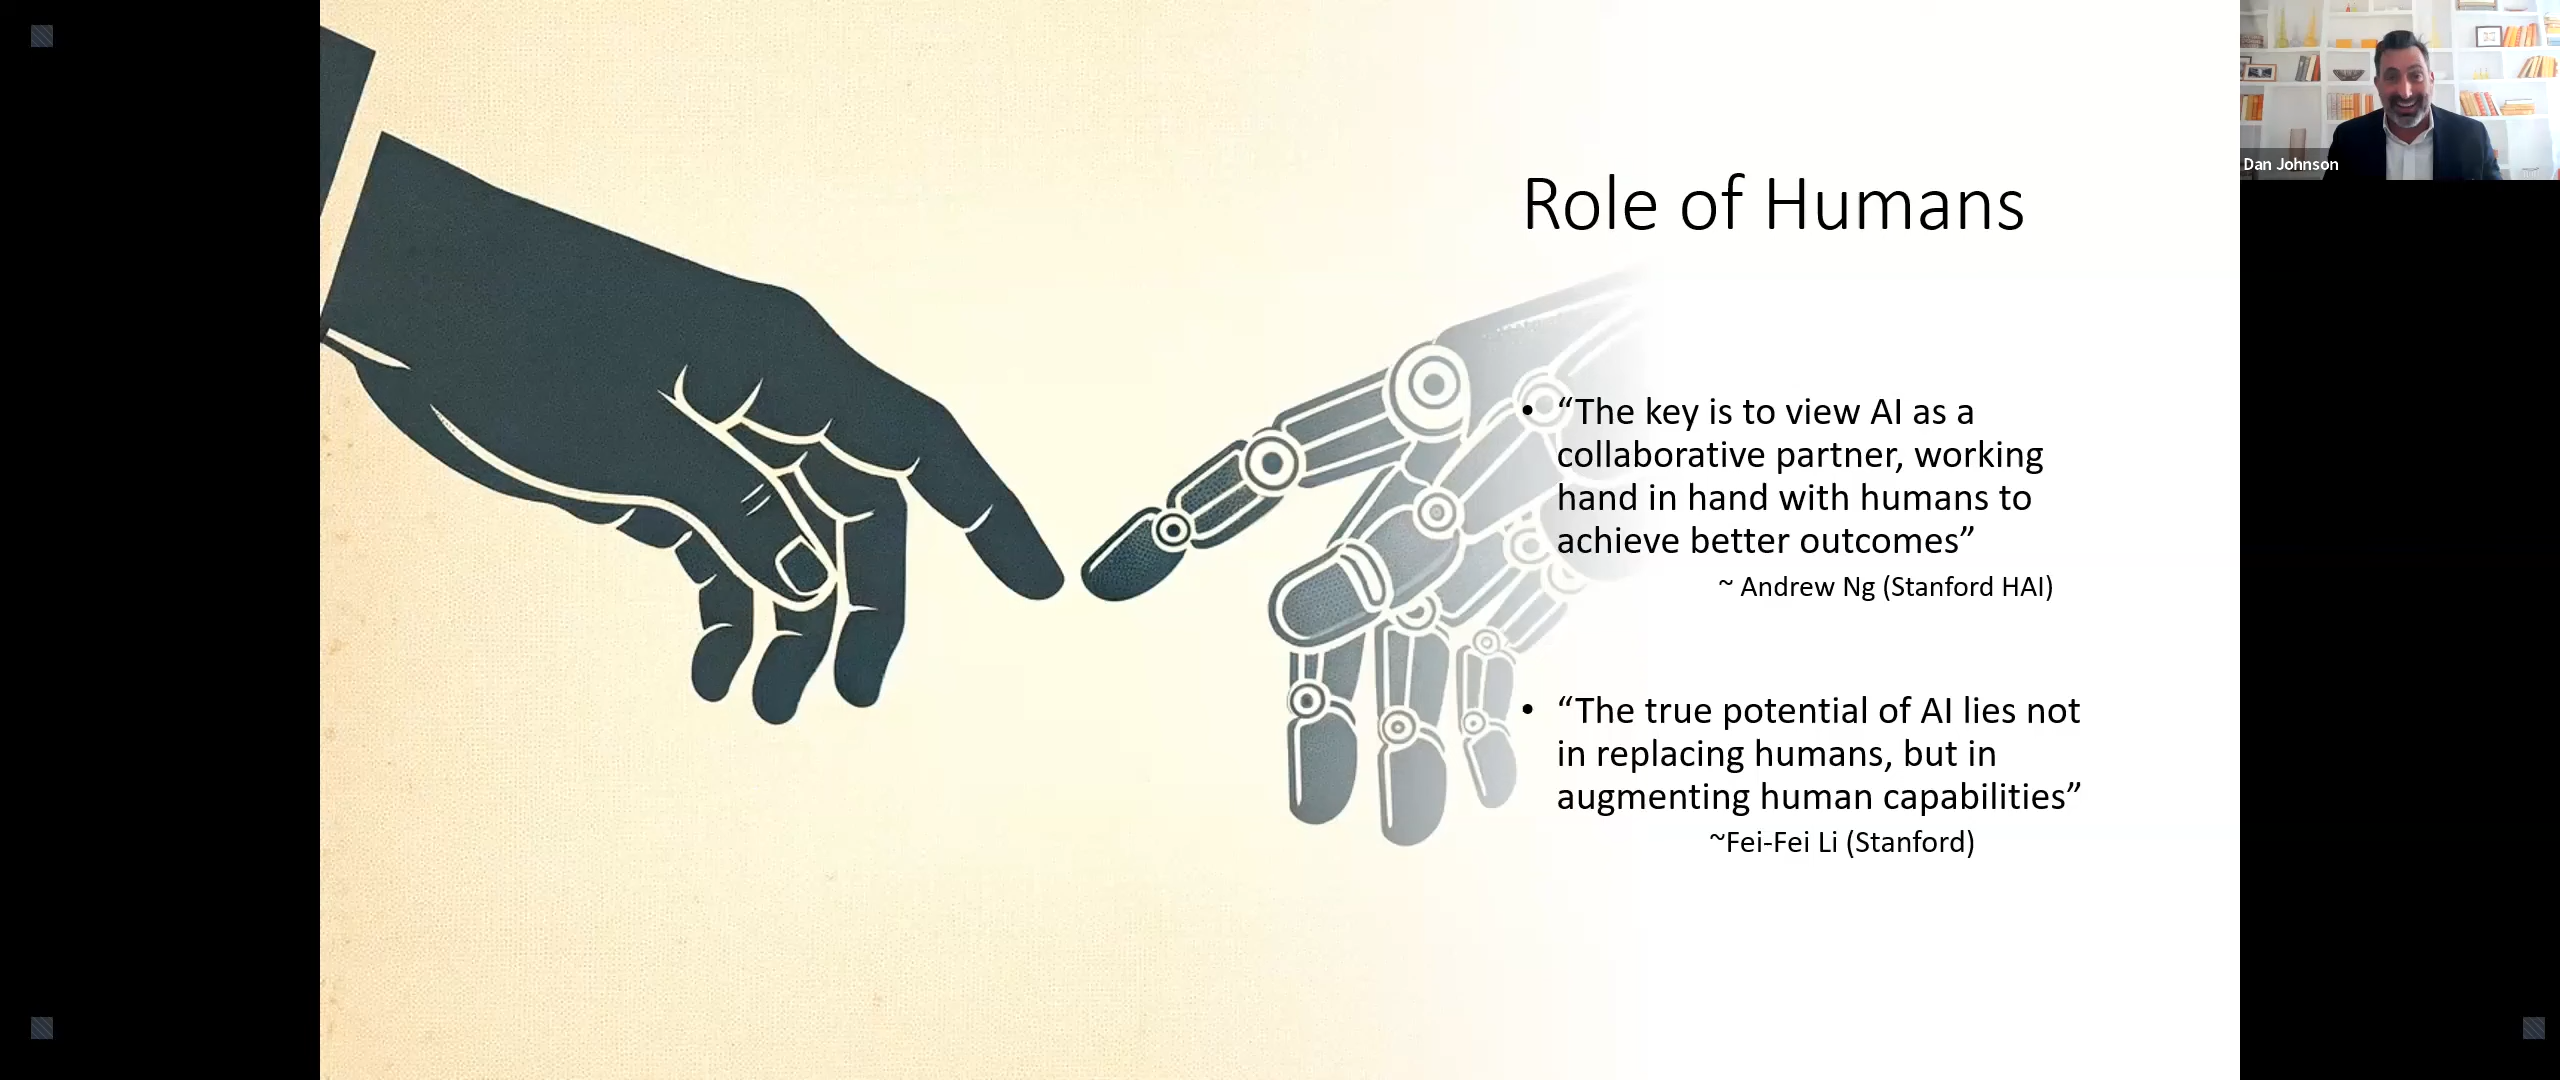 Role of Humans
• “The key is to view AI as a
collaborative partner, working
hand in hand with humans to
achieve better outcomes”
~ Andrew Ng (Stanford HAI)
• “The true potential of AI lies not
in replacing humans, but in
augmenting human capabilities”
~Fei-Fei Li (Stanford)
Dan Johnson